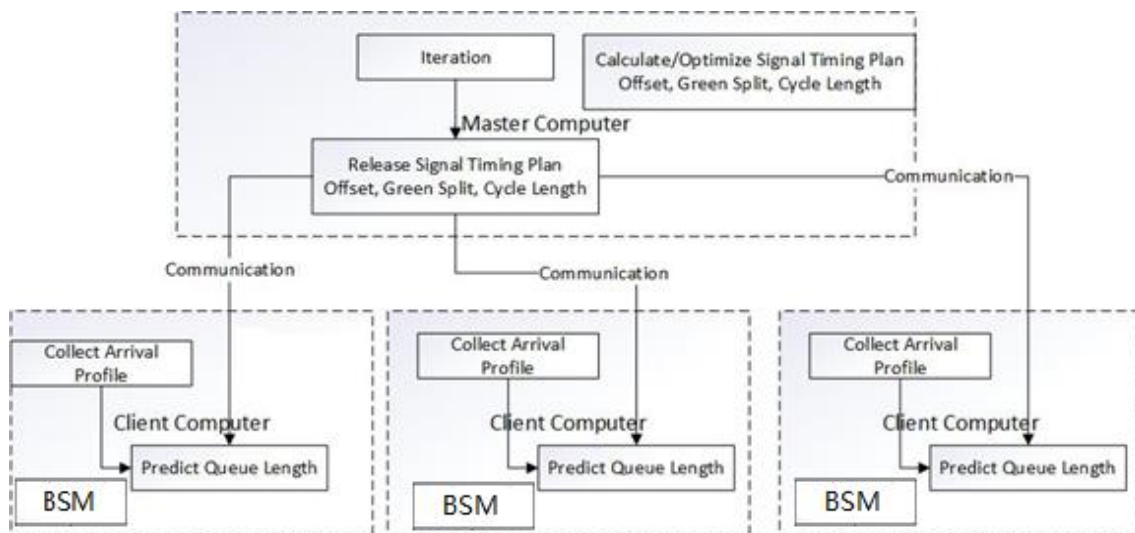 Iteration
Calculate/Optimize Signal Timing Plan
Offset, Green Split, Cycle Length
Master Computer
Release Signal Timing Plan
Offset, Green Split, Cycle Length
Communication
Communication
Communication
Collect Arrival
Profile
Client Computer
Predict Queue Length
BSM
Collect Arrival
Profile
Client Computer
Predict Queue Length
BSM
Collect Arrival
Profile
Client Computer
Predict Queue Length
BSM